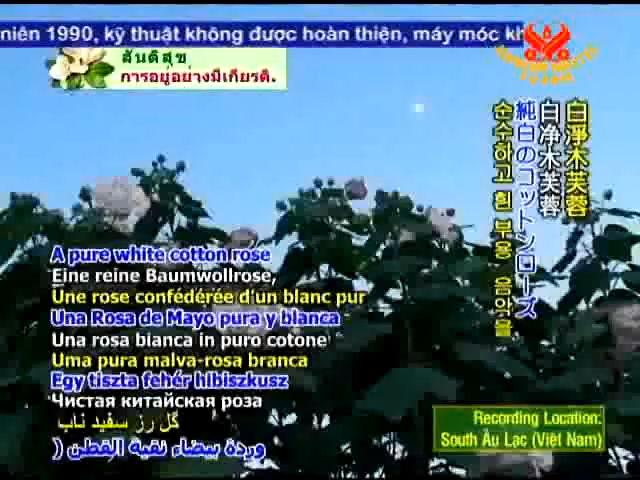 niên 1990, kỹ thuật không được hoàn thiện, máy móc kh
สันติสุข
การอยู่อย่างมีเกียรติ.
白淨木芙蓉
白净木芙蓉
純白のコットンローズ
순수하고 흰 부용 음악을
A pure white cotton rose
Eine reine Baumwollrose,
Une rose confédérée d'un blanc pur
Una Rosa de Mayo pura y blanca
Una rosa bianca in puro cotone
Uma pura malva-rosa branca
Egy tiszta fehér hibiszkusz
Чистая китайская роза
گل رز سفید ناب
وردة بيضاء نقية القطن (
Recording Location:
South Âu Lạc (Việt Nam)